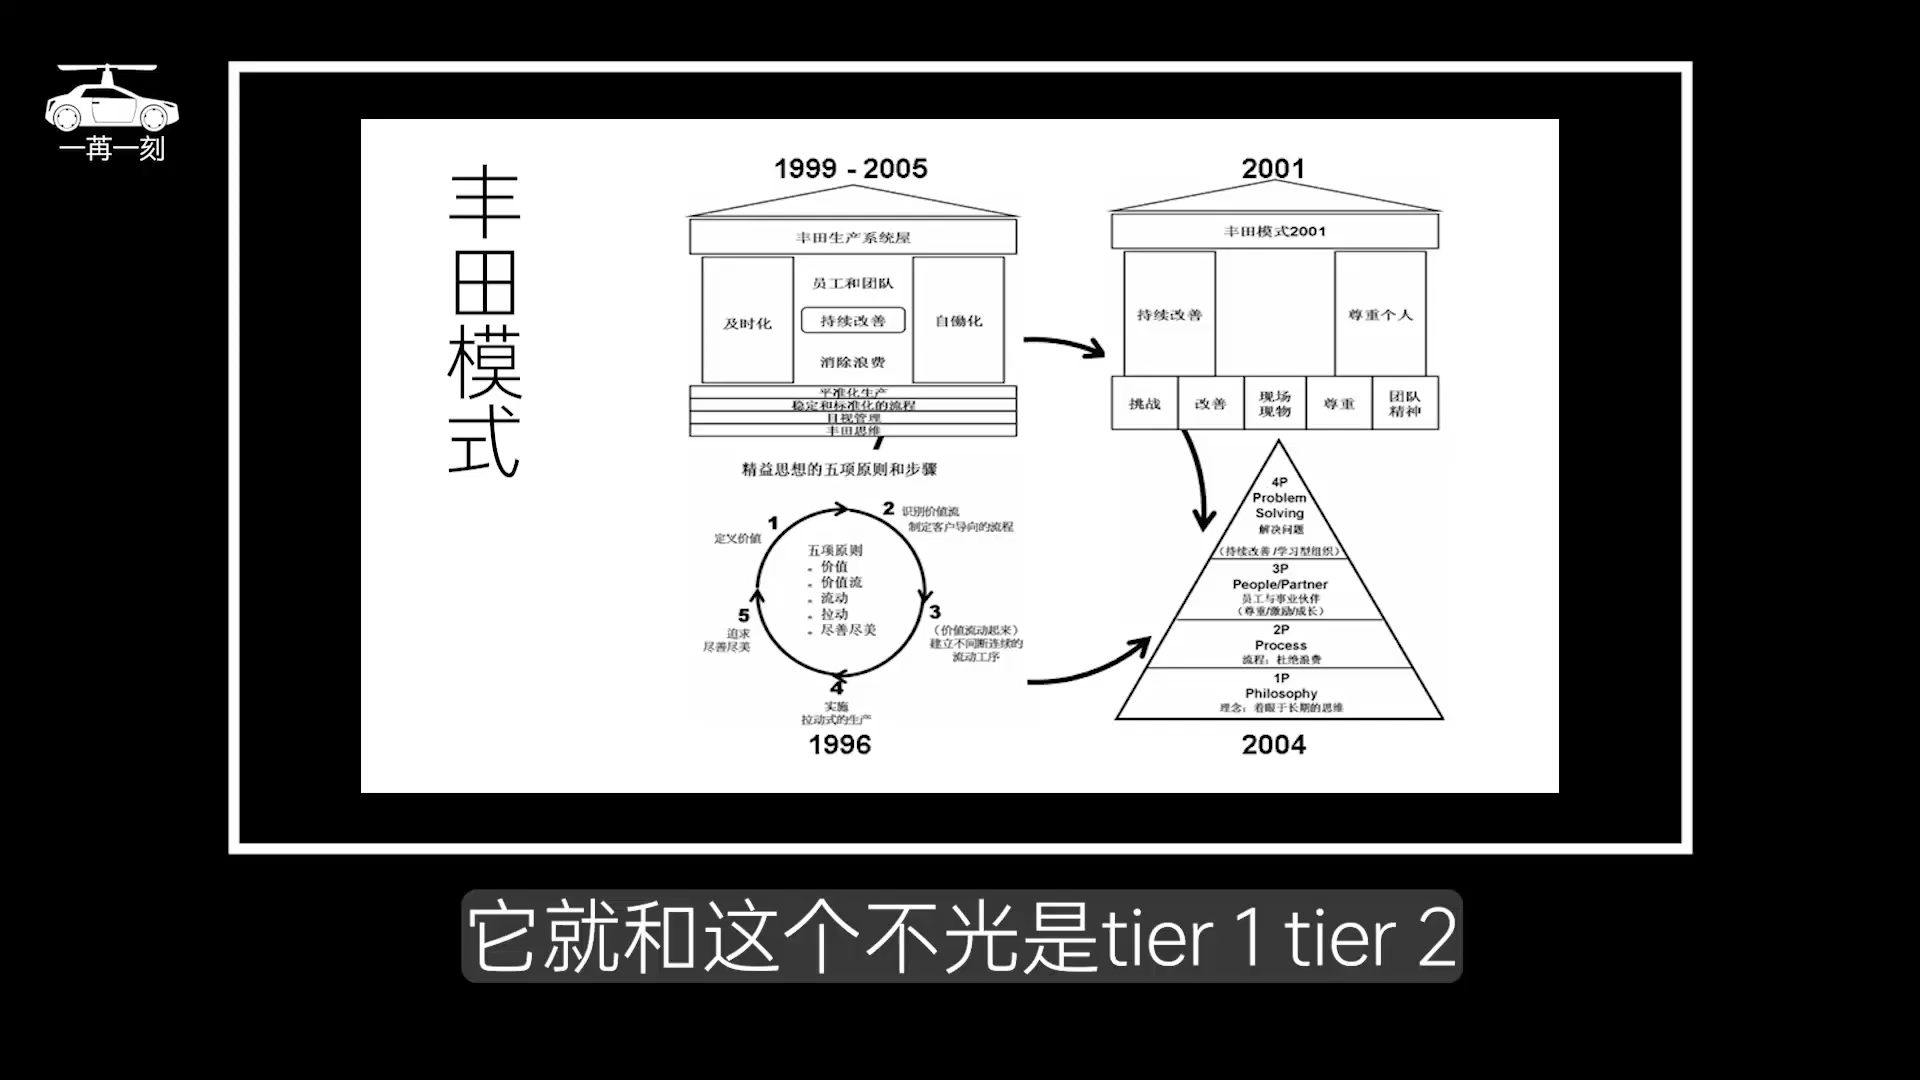 一苒一刻
丰田模式
1999 - 2005
丰田生产系统屋
及时化
员工和团队
持续改善
消除浪费
自働化
平准化生产
稳定和标准化的流程
目视管理
丰田思维
2001
丰田模式2001
持续改善
尊重个人
挑战
改善
现场
现物
尊重
团队
精神
精益思想的五项原则和步骤
1
定义价值
2 识别价值流
制定客户导向的流程
3
（价值流动起来）
建立不间断连续的
流动工序
4
实施
拉动式的生产
5
追求
尽善尽美
五项原则
. 价值
. 价值流
. 流动
. 拉动
. 尽善尽美
1996
4P
Problem
Solving
解决问题
（持续改善/学习型组织）
3P
People/Partner
员工与事业伙伴
（尊重/激励/成长）
2P
Process
流程：杜绝浪费
1P
Philosophy
理念：着眼于长期的思维
2004
它就和这个不光是tier 1 tier 2